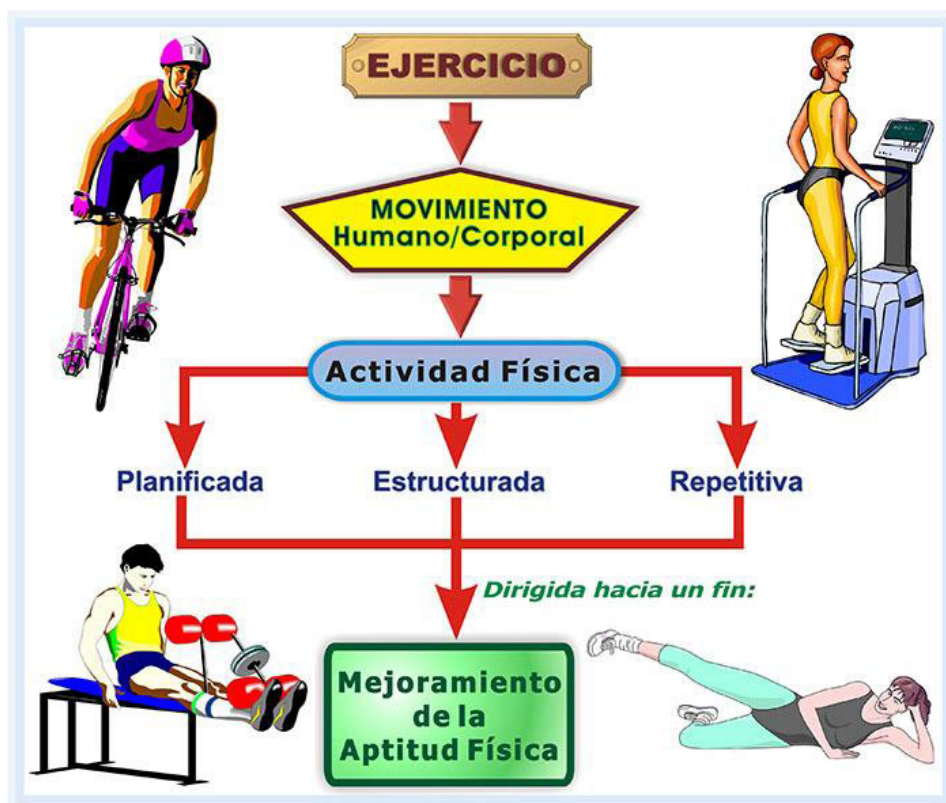 EJERCICIO
MOVIMIENTO
Humano/Corporal
Actividad Física
Planificada
Estructurada
Repetitiva
Dirigida hacia un fin:
Mejoramiento
de la
Aptitud Física